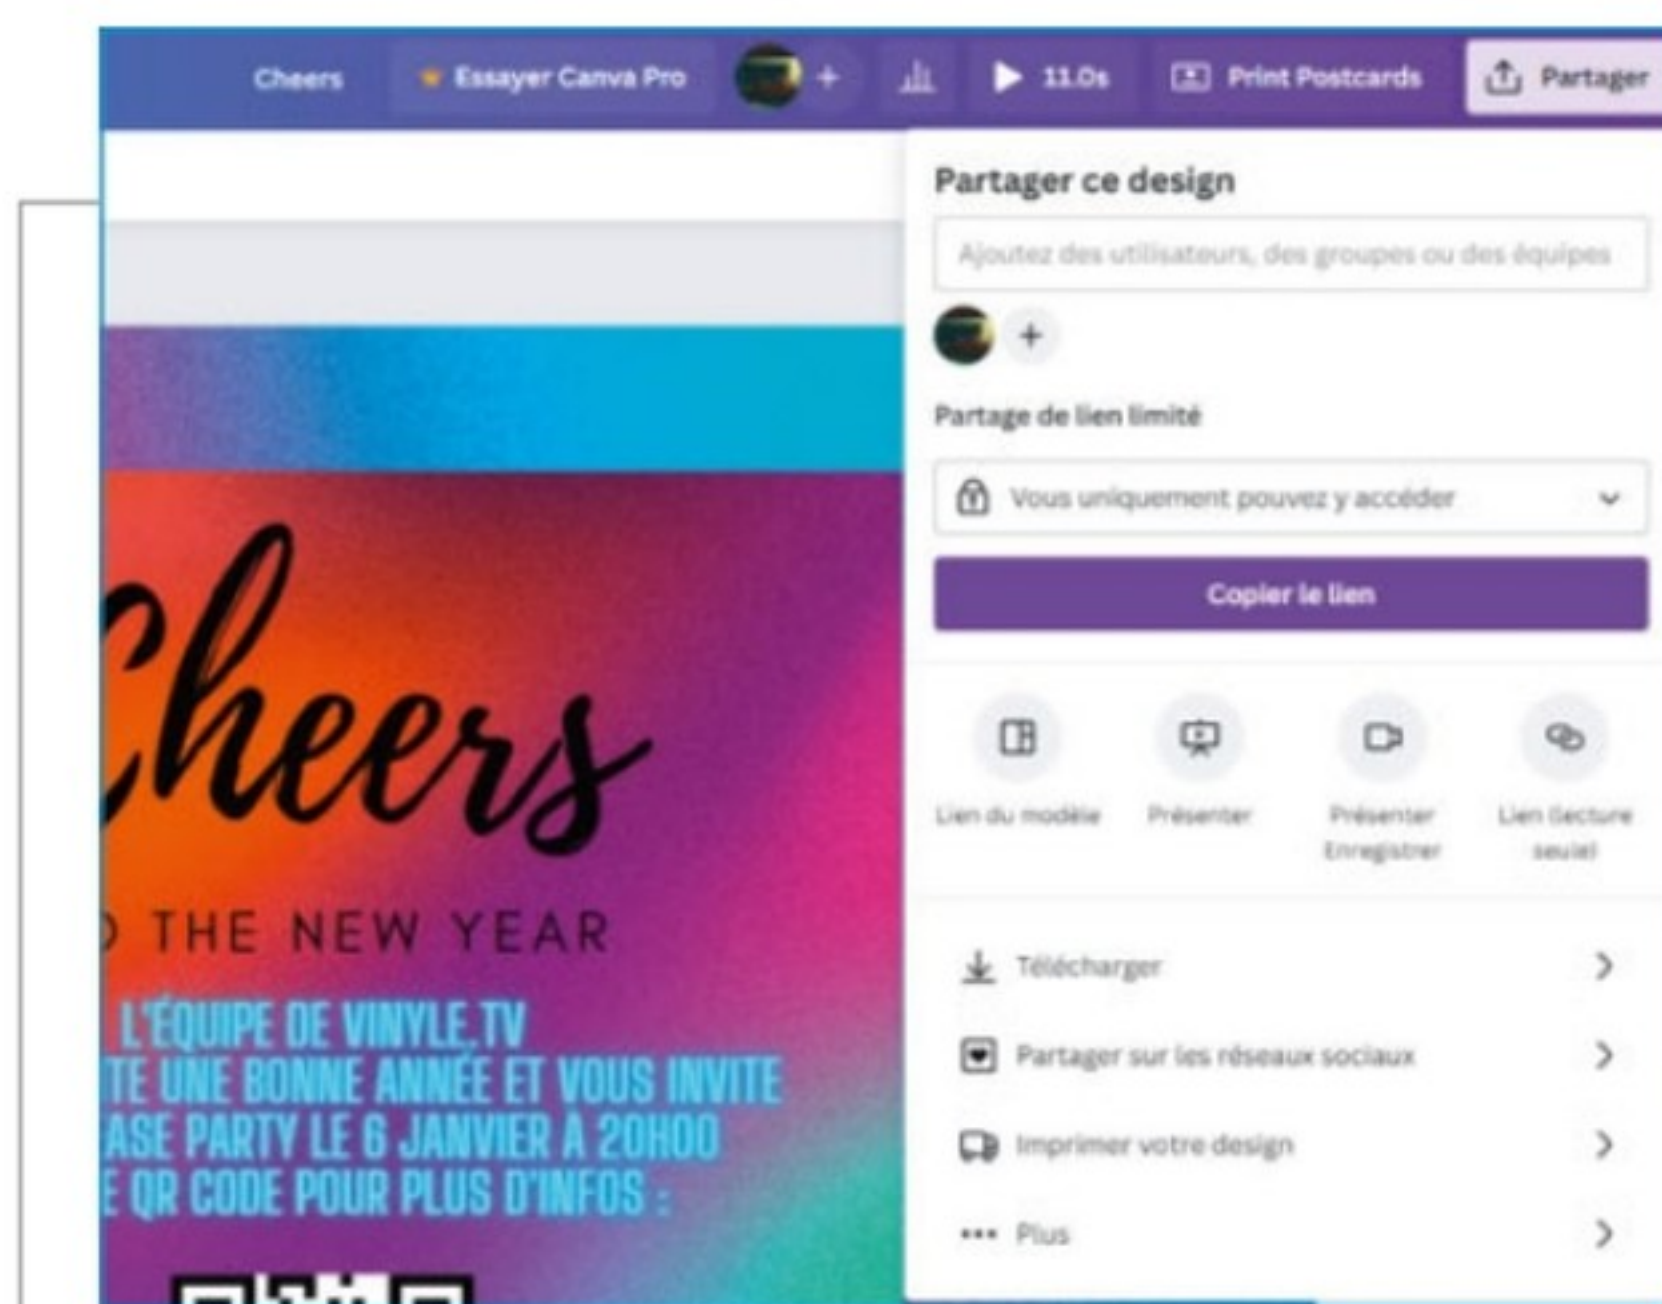 Cheers
Essayer Canva Pro
11.0s
Print Postcards
Partager
Partager ce design
Ajoutez des utilisateurs, des groupes ou des équipes
Partage de lien limité
Vous uniquement pouvez y accéder
Copier le lien
Lien du modèle
Présenter
Présenter
Enregistrer
Lien (lecture
seule)
Télécharger
Partager sur les réseaux sociaux
Imprimer votre design
Plus
Cheers
O THE NEW YEAR
L'ÉQUIPE DE VINYLE.TV
TE UNE BONNE ANNÉE ET VOUS INVITE
ASE PARTY LE 6 JANVIER À 20H00
E QR CODE POUR PLUS D'INFOS :